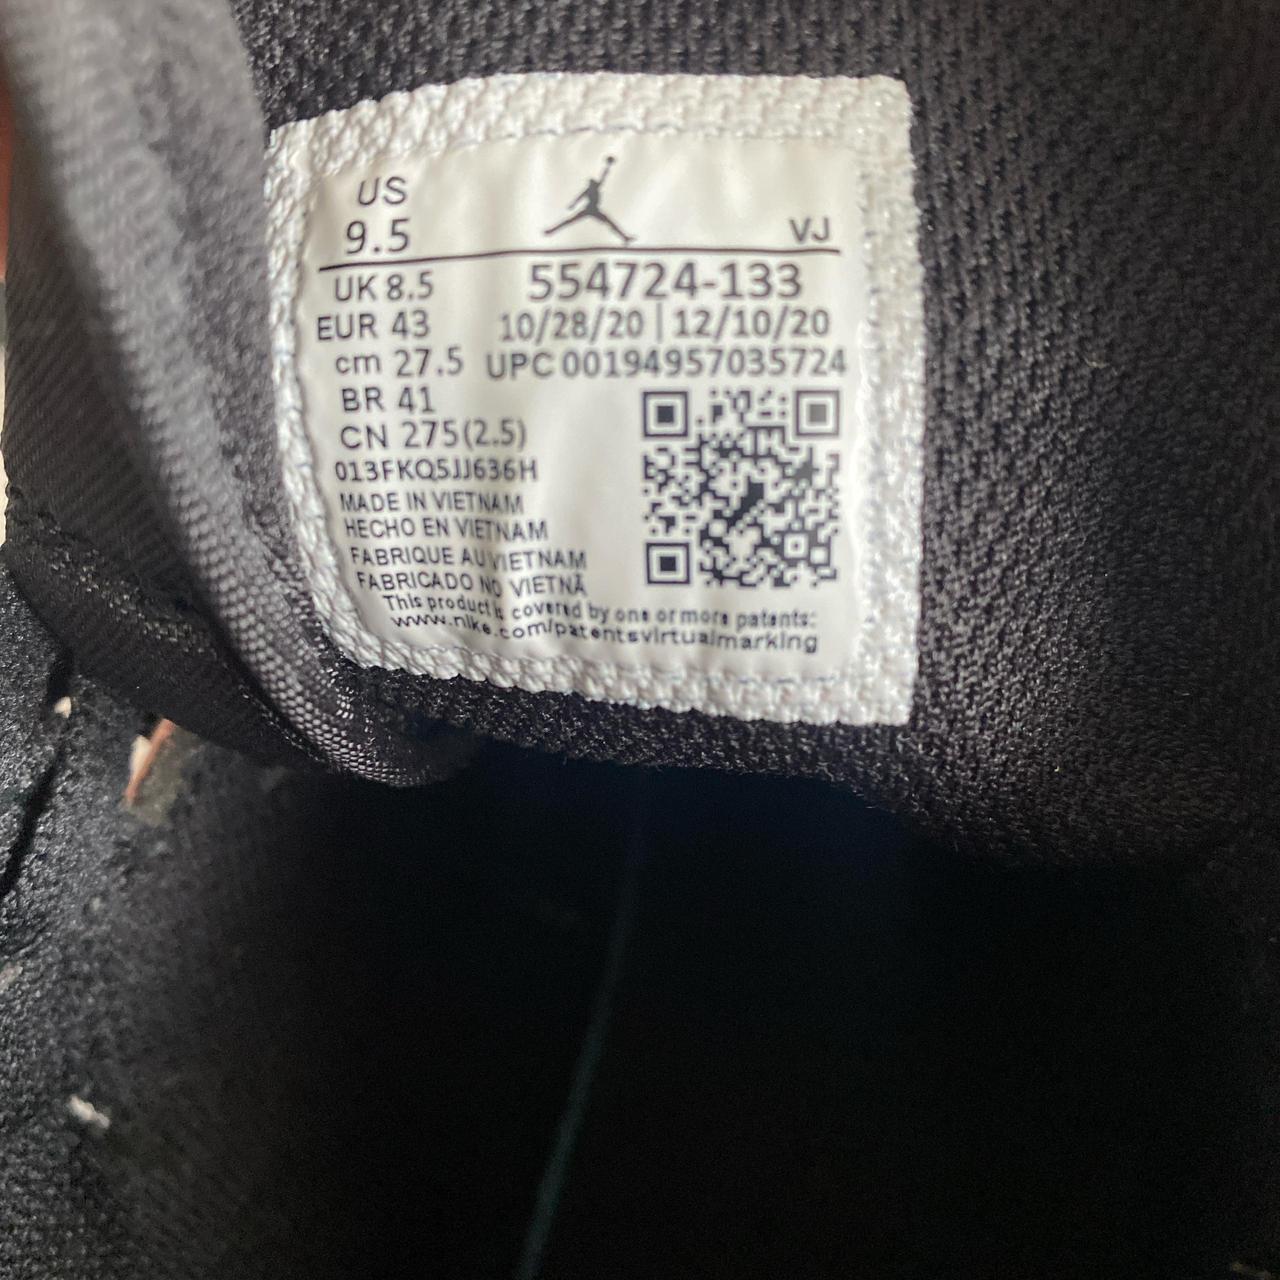 US
9.5
VJ
UK 8.5
554724-133
EUR 43
10/28/20 | 12/10/20
cm 27.5
UPC 00194957035724
BR 41
CN 275(2.5)
013FKQ5JJ636H
MADE IN VIETNAM
HECHO EN VIETNAM
FABRIQUE AU VIETNAM
FABRICADO NO VIETNÃ
This product is covered by one or more patents:
www.nike.com/patentsvirtualmarking